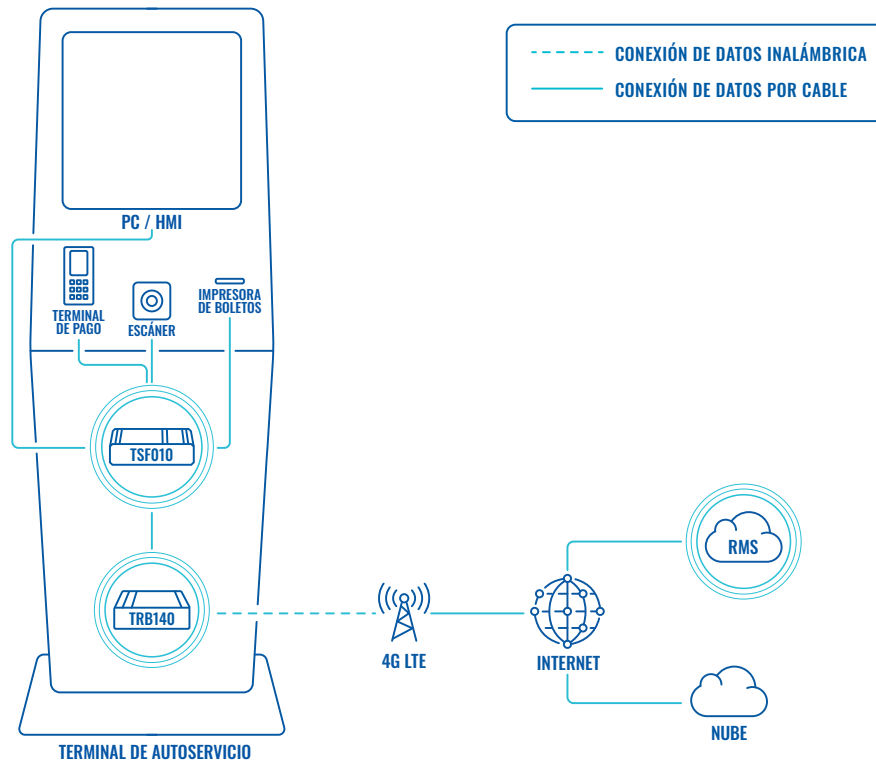 CONEXIÓN DE DATOS INALÁMBRICA
CONEXIÓN DE DATOS POR CABLE
PC / HMI
TERMINAL
DE PAGO
ESCÁNER
IMPRESORA
DE BOLETOS
TSF010
TRB140
4G LTE
INTERNET
RMS
NUBE
TERMINAL DE AUTOSERVICIO